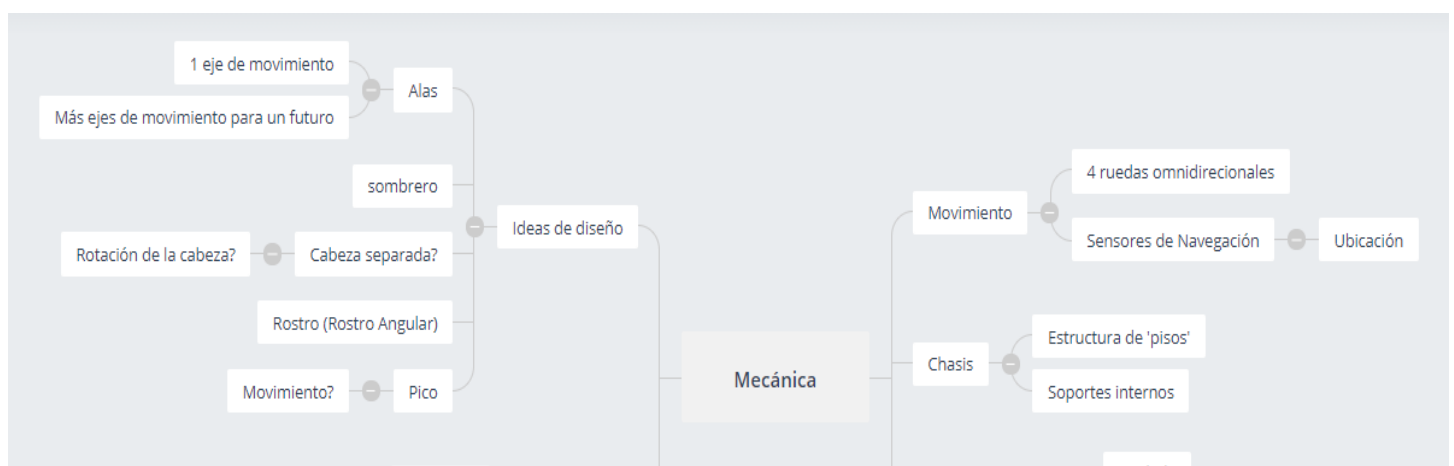 1 eje de movimiento
Alas
Más ejes de movimiento para un futuro
sombrero
Ideas de diseño
Rotación de la cabeza?
Cabeza separada?
Rostro (Rostro Angular)
Movimiento?
Pico
Mecánica
4 ruedas omnidirecionales
Movimiento
Sensores de Navegación
Ubicación
Estructura de 'pisos'
Chasis
Soportes internos